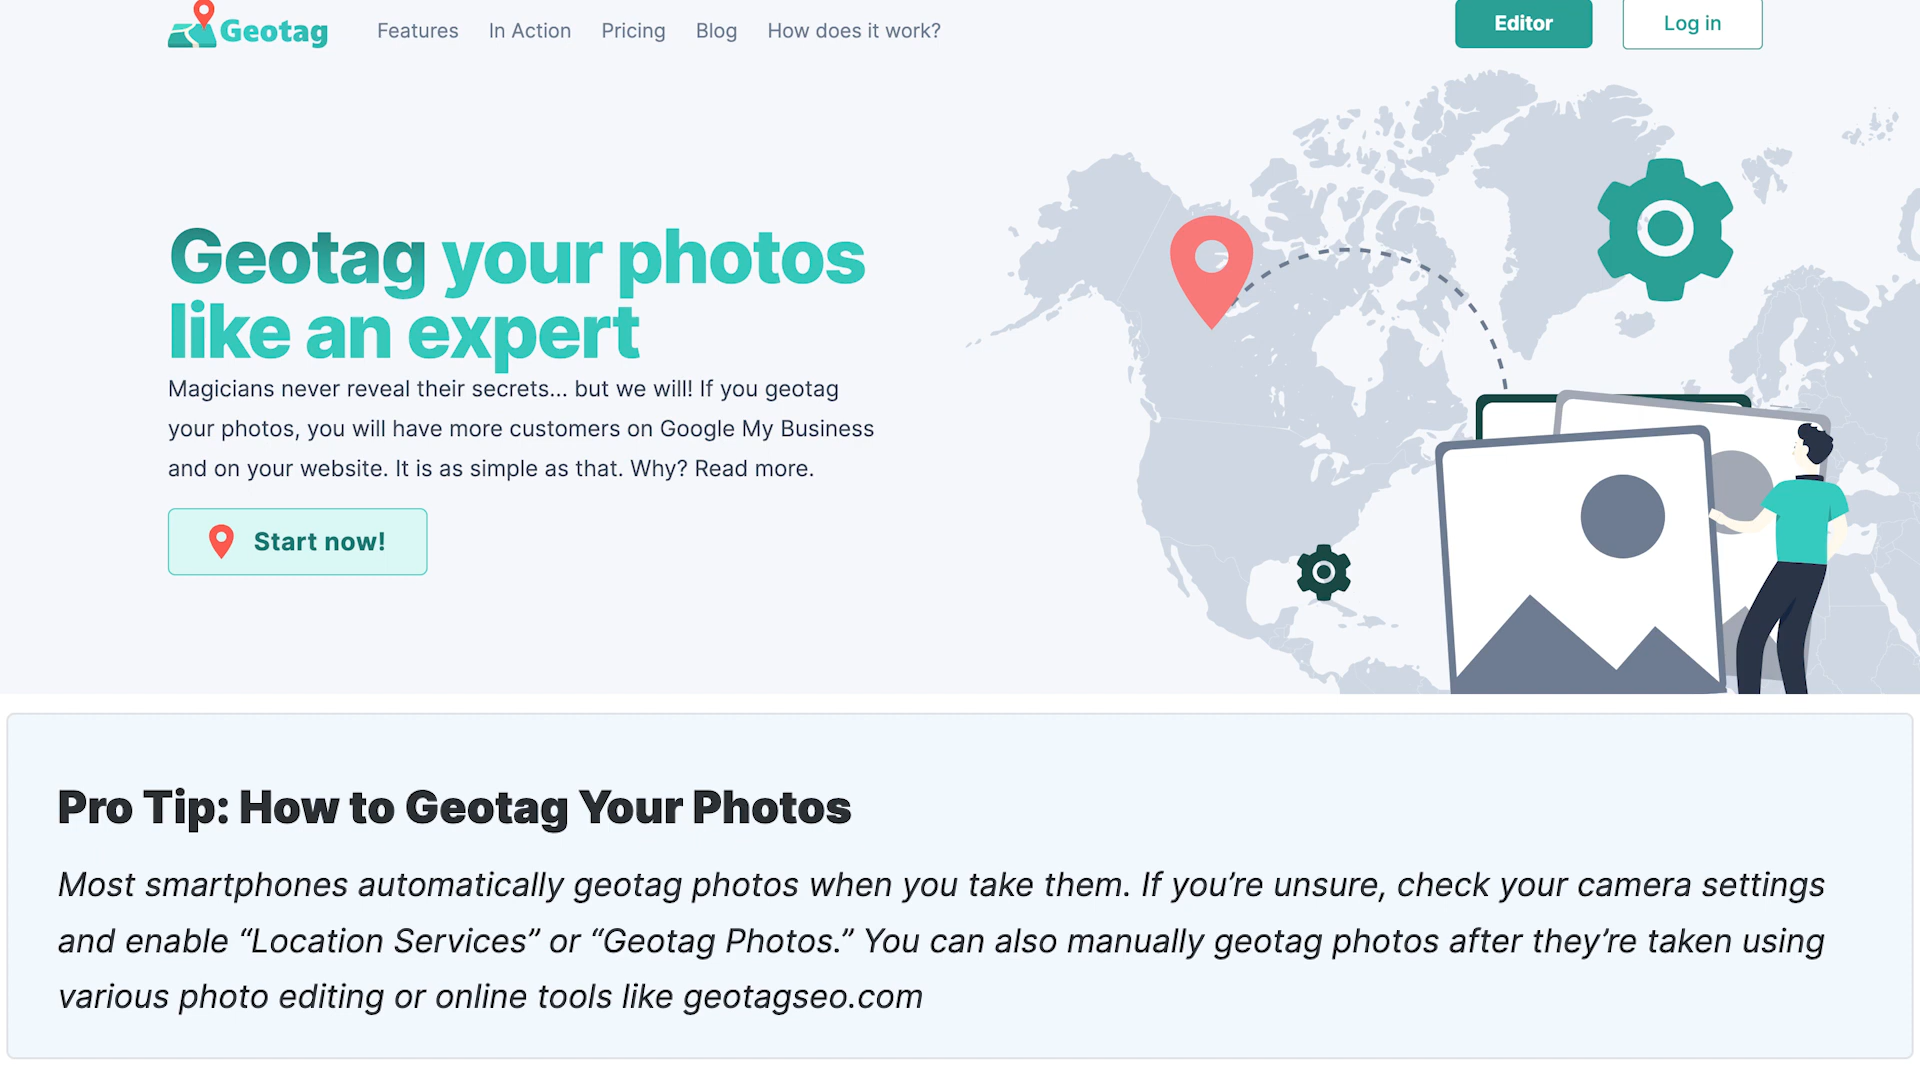 Geotag
Features
In Action
Pricing
Blog
How does it work?
Editor
Log in
Geotag your photos
like an expert
Magicians never reveal their secrets... but we will! If you geotag
your photos, you will have more customers on Google My Business
and on your website. It is as simple as that. Why? Read more.
Start now!
Pro Tip: How to Geotag Your Photos
Most smartphones automatically geotag photos when you take them. If you’re unsure, check your camera settings
and enable “Location Services” or “Geotag Photos.” You can also manually geotag photos after they’re taken using
various photo editing or online tools like geotagseo.com